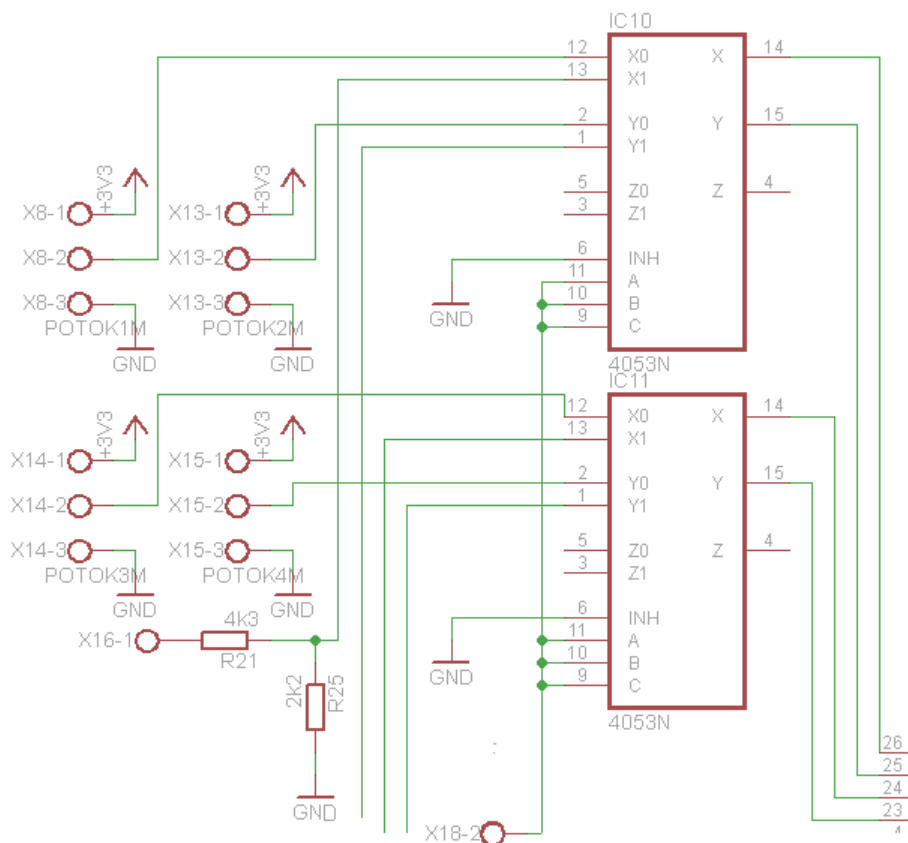 IC10
12 X0 X 14
13 X1
2 Y0 Y 15
1 Y1
5 Z0 Z 4
3 Z1
6 INH
11 A
10 B
9 C
4053N
GND
+3V3
X8-1
X8-2
X8-3
POTOK1M
GND
+3V3
X13-1
X13-2
X13-3
POTOK2M
GND
IC11
12 X0 X 14
13 X1
2 Y0 Y 15
1 Y1
5 Z0 Z 4
3 Z1
6 INH
11 A
10 B
9 C
4053N
GND
+3V3
X14-1
X14-2
X14-3
POTOK3M
GND
+3V3
X15-1
X15-2
X15-3
POTOK4M
GND
X16-1
4k3
R21
2k2
R25
GND
X18-2
26
25
24
23